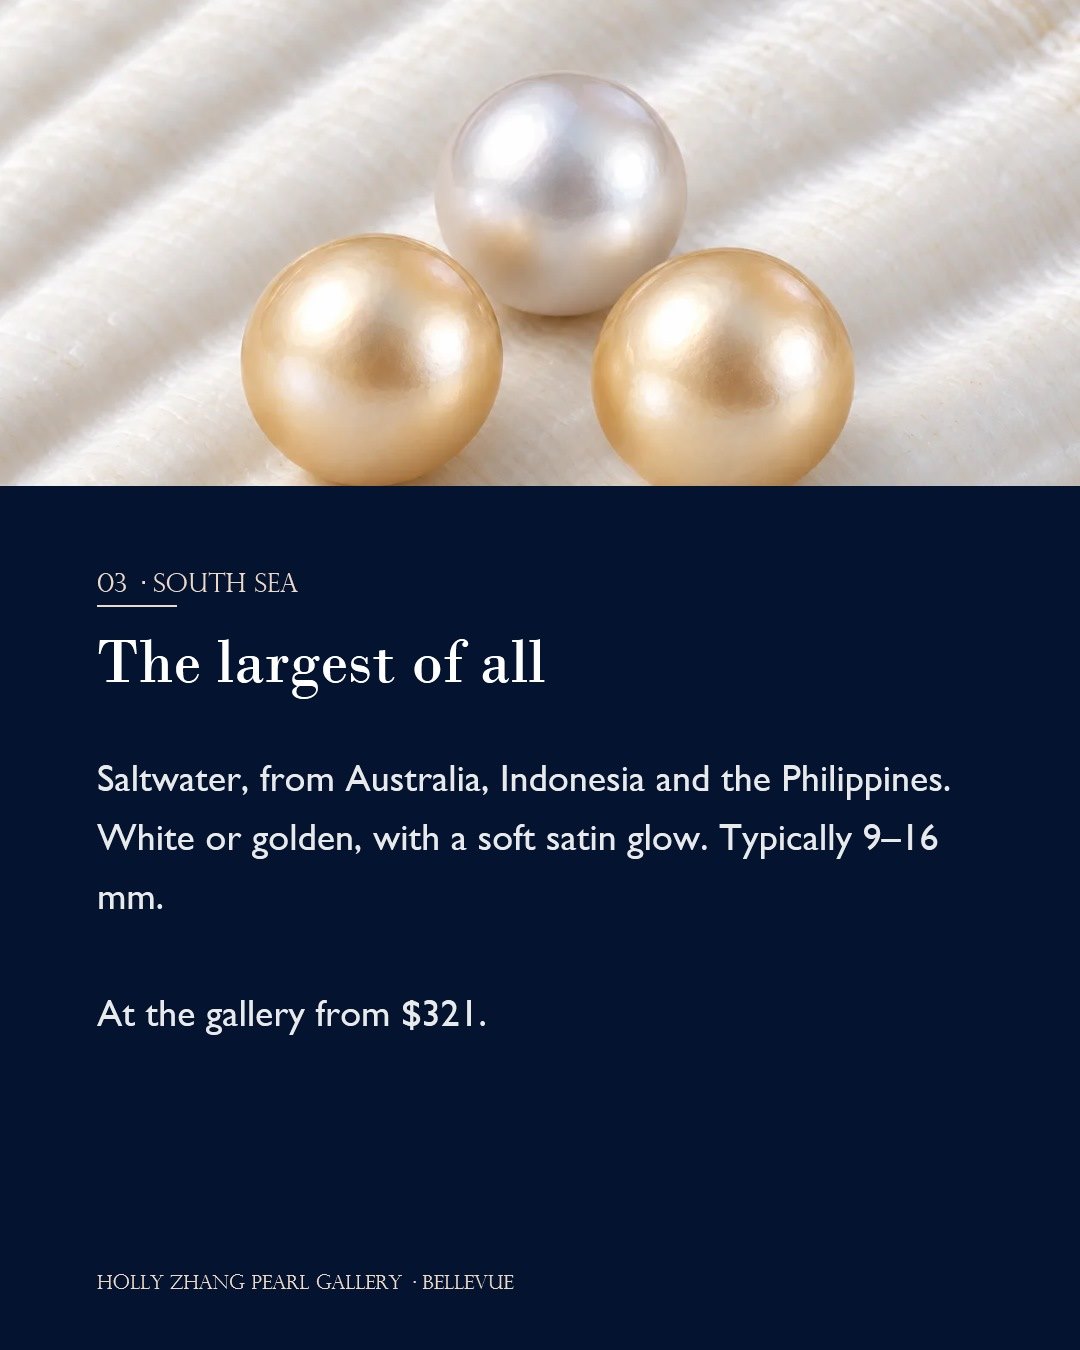 03 · SOUTH SEA
The largest of all
Saltwater, from Australia, Indonesia and the Philippines.
White or golden, with a soft satin glow. Typically 9–16
mm.
At the gallery from $321.
HOLLY ZHANG PEARL GALLERY · BELLEVUE